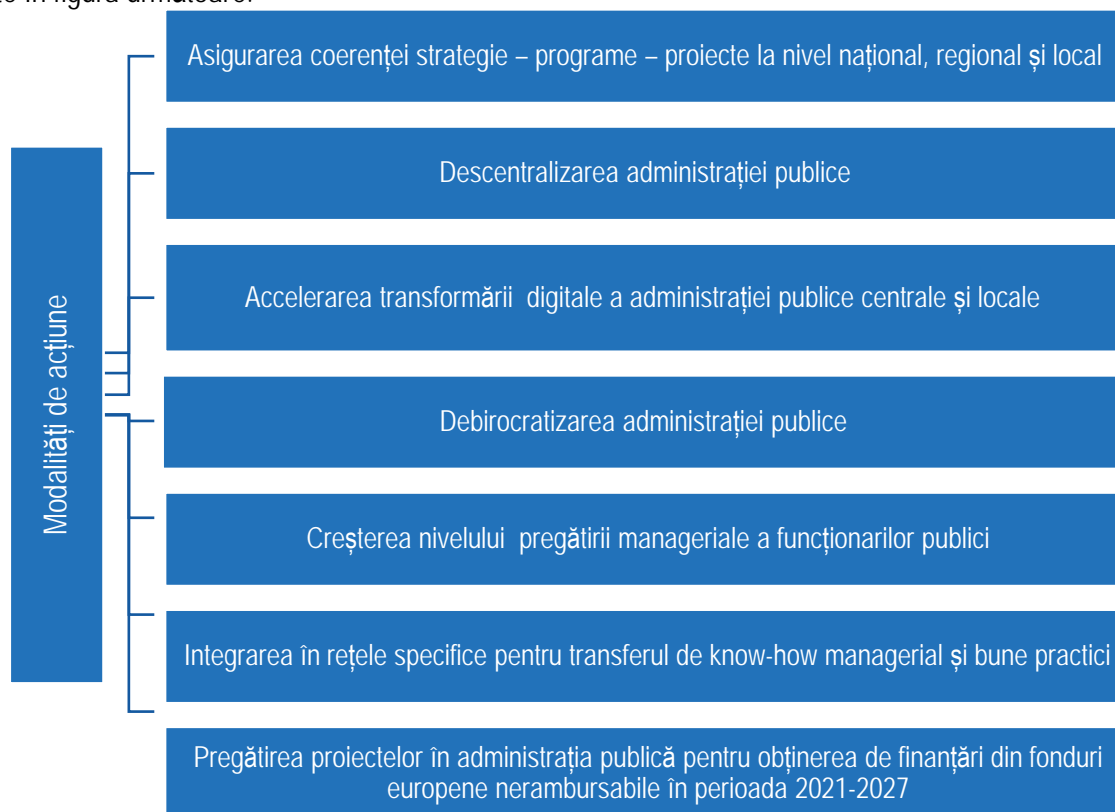 în figura următoare.
Asigurarea coerenței strategie – programe – proiecte la nivel național, regional și local
Descentralizarea administrației publice
Accelerarea transformării digitale a administrației publice centrale și locale
Modalități de acțiune
Debirocratizarea administrației publice
Creșterea nivelului pregătirii manageriale a funcționarilor publici
Integrarea în rețele specifice pentru transferul de know-how managerial și bune practici
Pregătirea proiectelor în administrația publică pentru obținerea de finanțări din fonduri
europene nerambursabile în perioada 2021-2027